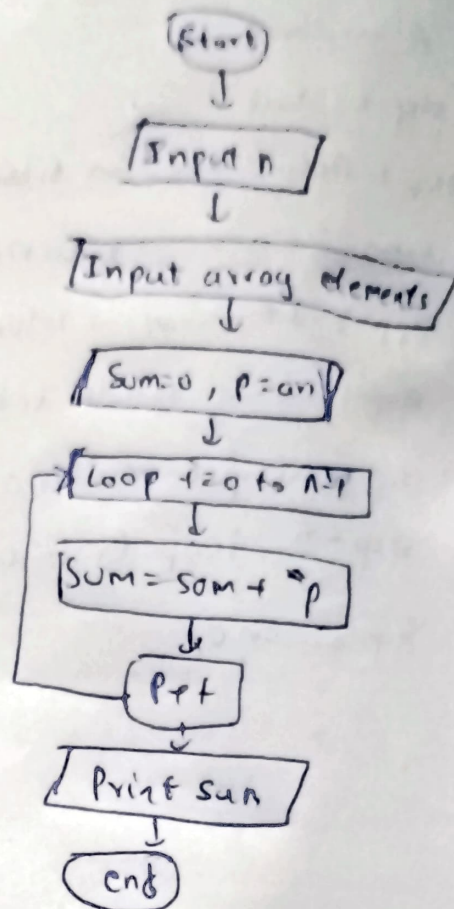 Start
Input n
Input array elements
Sum=0, p=arr
Loop i=0 to n-1
Sum = Sum + *p
P++
Print sum
end